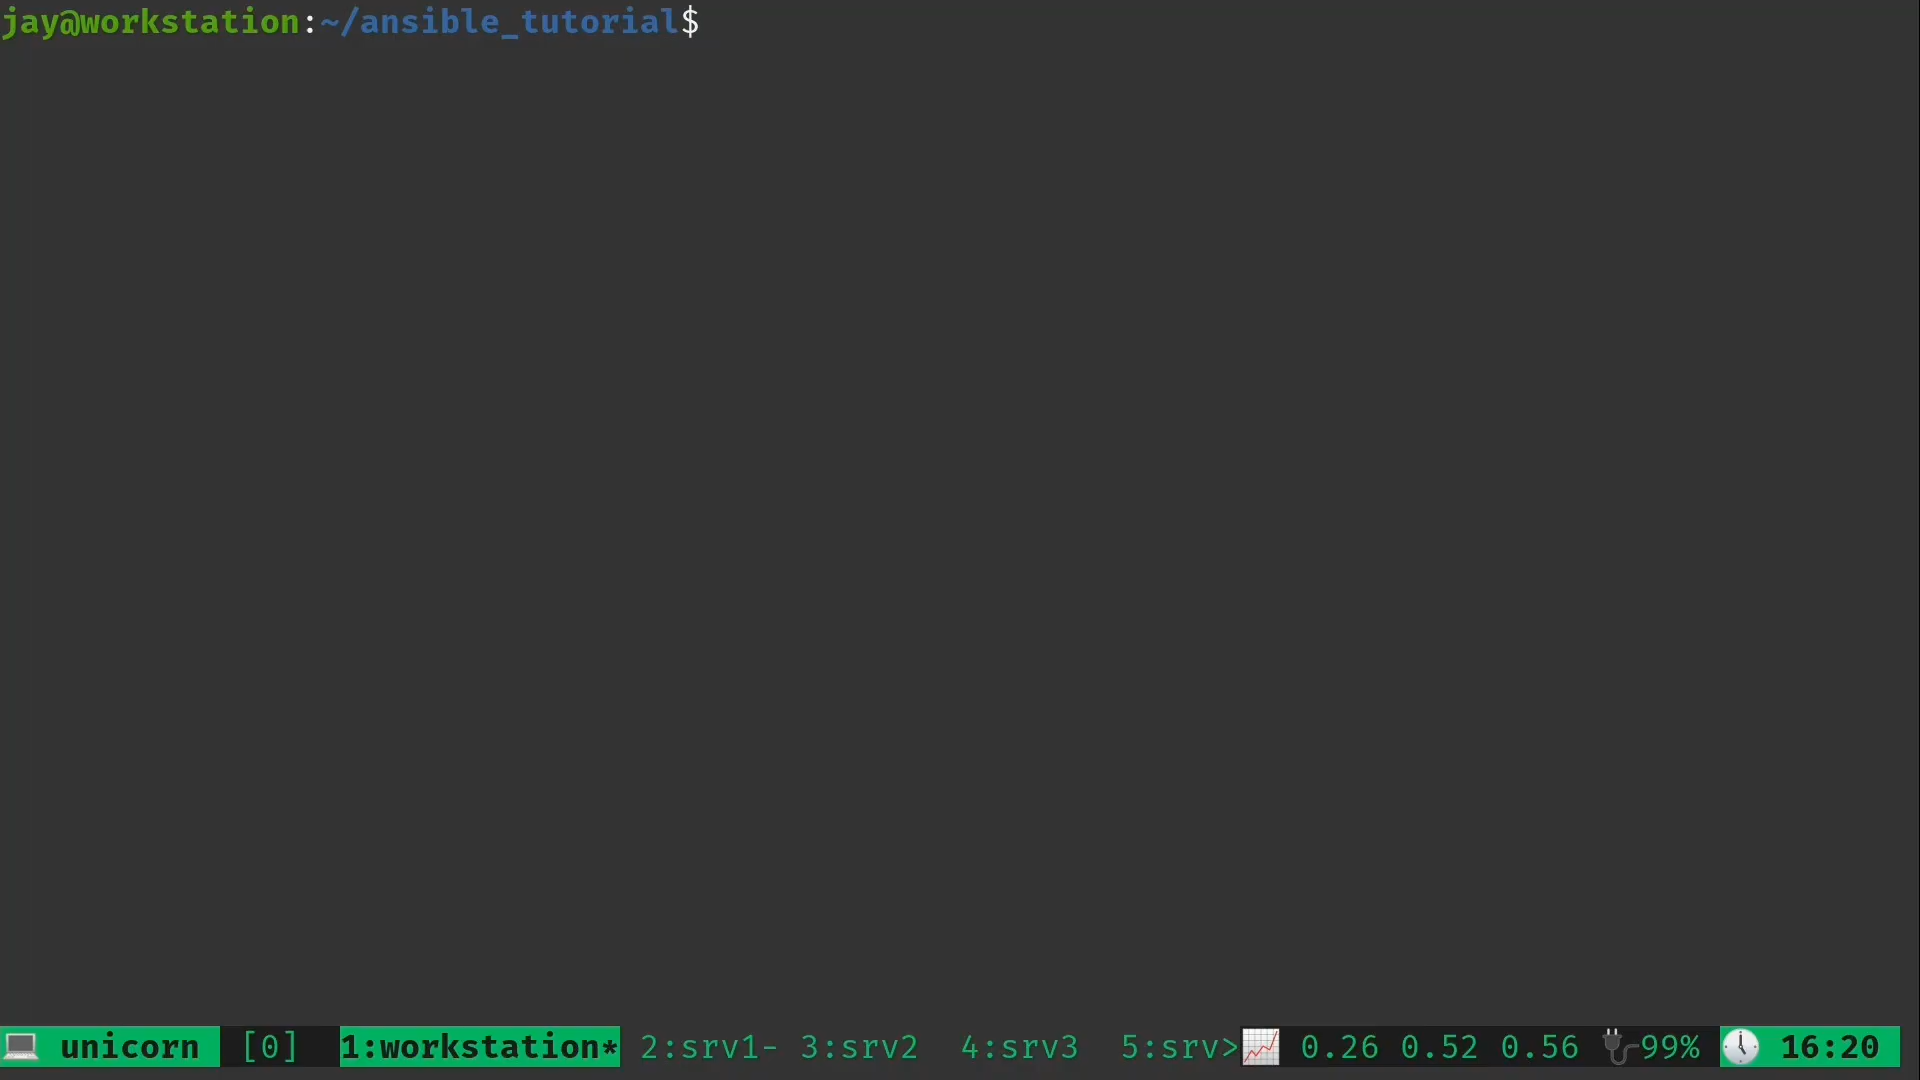 jay@workstation:~/ansible_tutorial$
unicorn [0] 1:workstation* 2:srv1- 3:srv2 4:srv3 5:srv> 0.26 0.52 0.56 99% 16:20